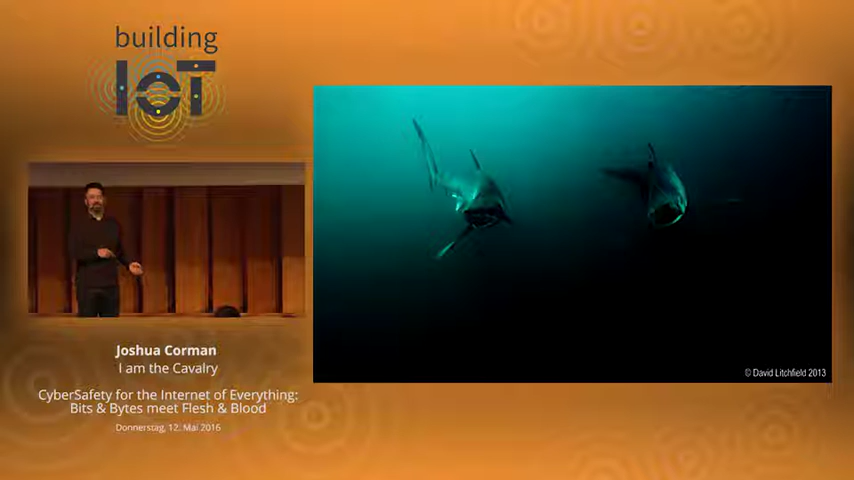 building
IoT
Joshua Corman
I am the Cavalry
CyberSafety for the Internet of Everything:
Bits & Bytes meet Flesh & Blood
Donnerstag, 12. Mai 2016
© David Litchfield 2013